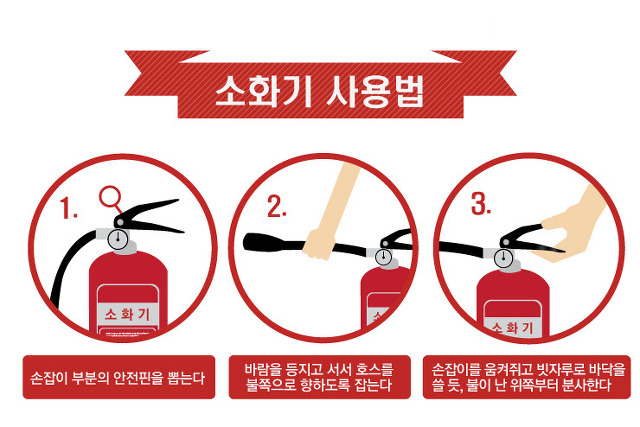 소화기 사용법
1.
소화기
손잡이 부분의 안전핀을 뽑는다
2.
소
바람을 등지고 서서 호스를
불쪽으로 향하도록 잡는다
3.
소화기
손잡이를 움켜쥐고 빗자루로 바닥을
쓸 듯, 불이 난 위쪽부터 분사한다